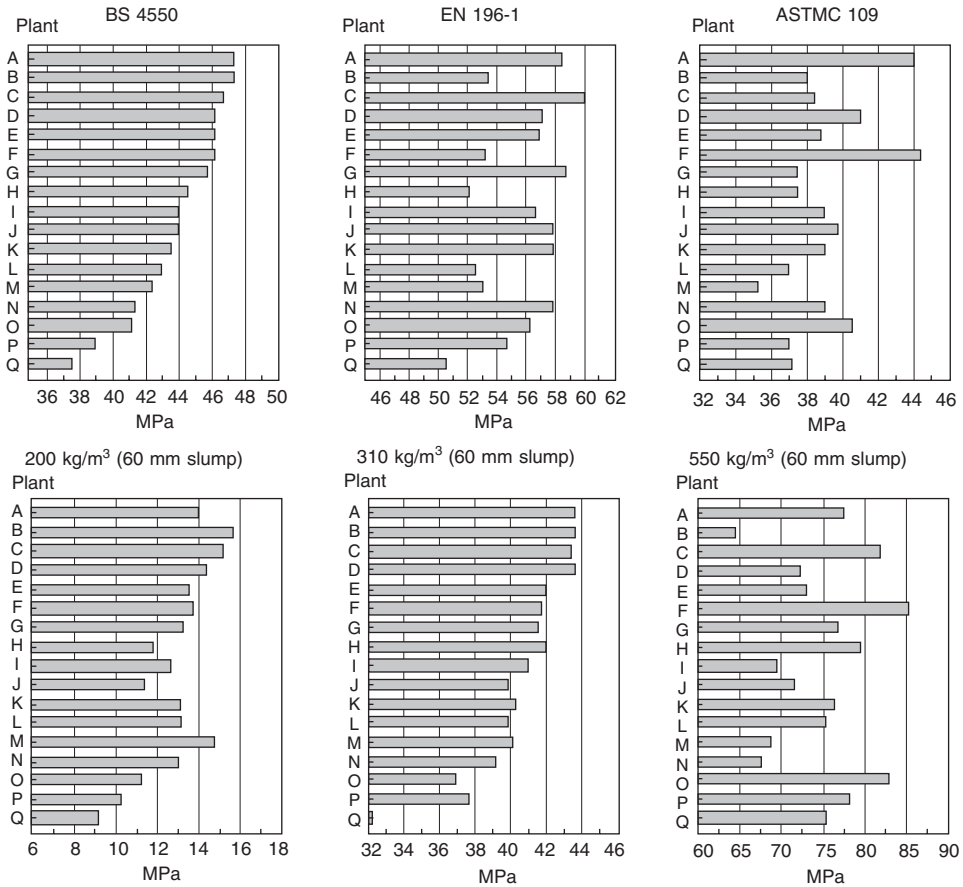 BS 4550
Plant
A
B
C
D
E
F
G
H
I
J
K
L
M
N
O
P
Q
36 38 40 42 44 46 48 50
MPa
EN 196-1
Plant
A
B
C
D
E
F
G
H
I
J
K
L
M
N
O
P
Q
46 48 50 52 54 56 58 60 62
MPa
ASTMC 109
Plant
A
B
C
D
E
F
G
H
I
J
K
L
M
N
O
P
Q
32 34 36 38 40 42 44 46
MPa
200 kg/m³ (60 mm slump)
Plant
A
B
C
D
E
F
G
H
I
J
K
L
M
N
O
P
Q
6 8 10 12 14 16 18
MPa
310 kg/m³ (60 mm slump)
Plant
A
B
C
D
E
F
G
H
I
J
K
L
M
N
O
P
Q
32 34 36 38 40 42 44 46
MPa
550 kg/m³ (60 mm slump)
Plant
A
B
C
D
E
F
G
H
I
J
K
L
M
N
O
P
Q
60 65 70 75 80 85 90
MPa